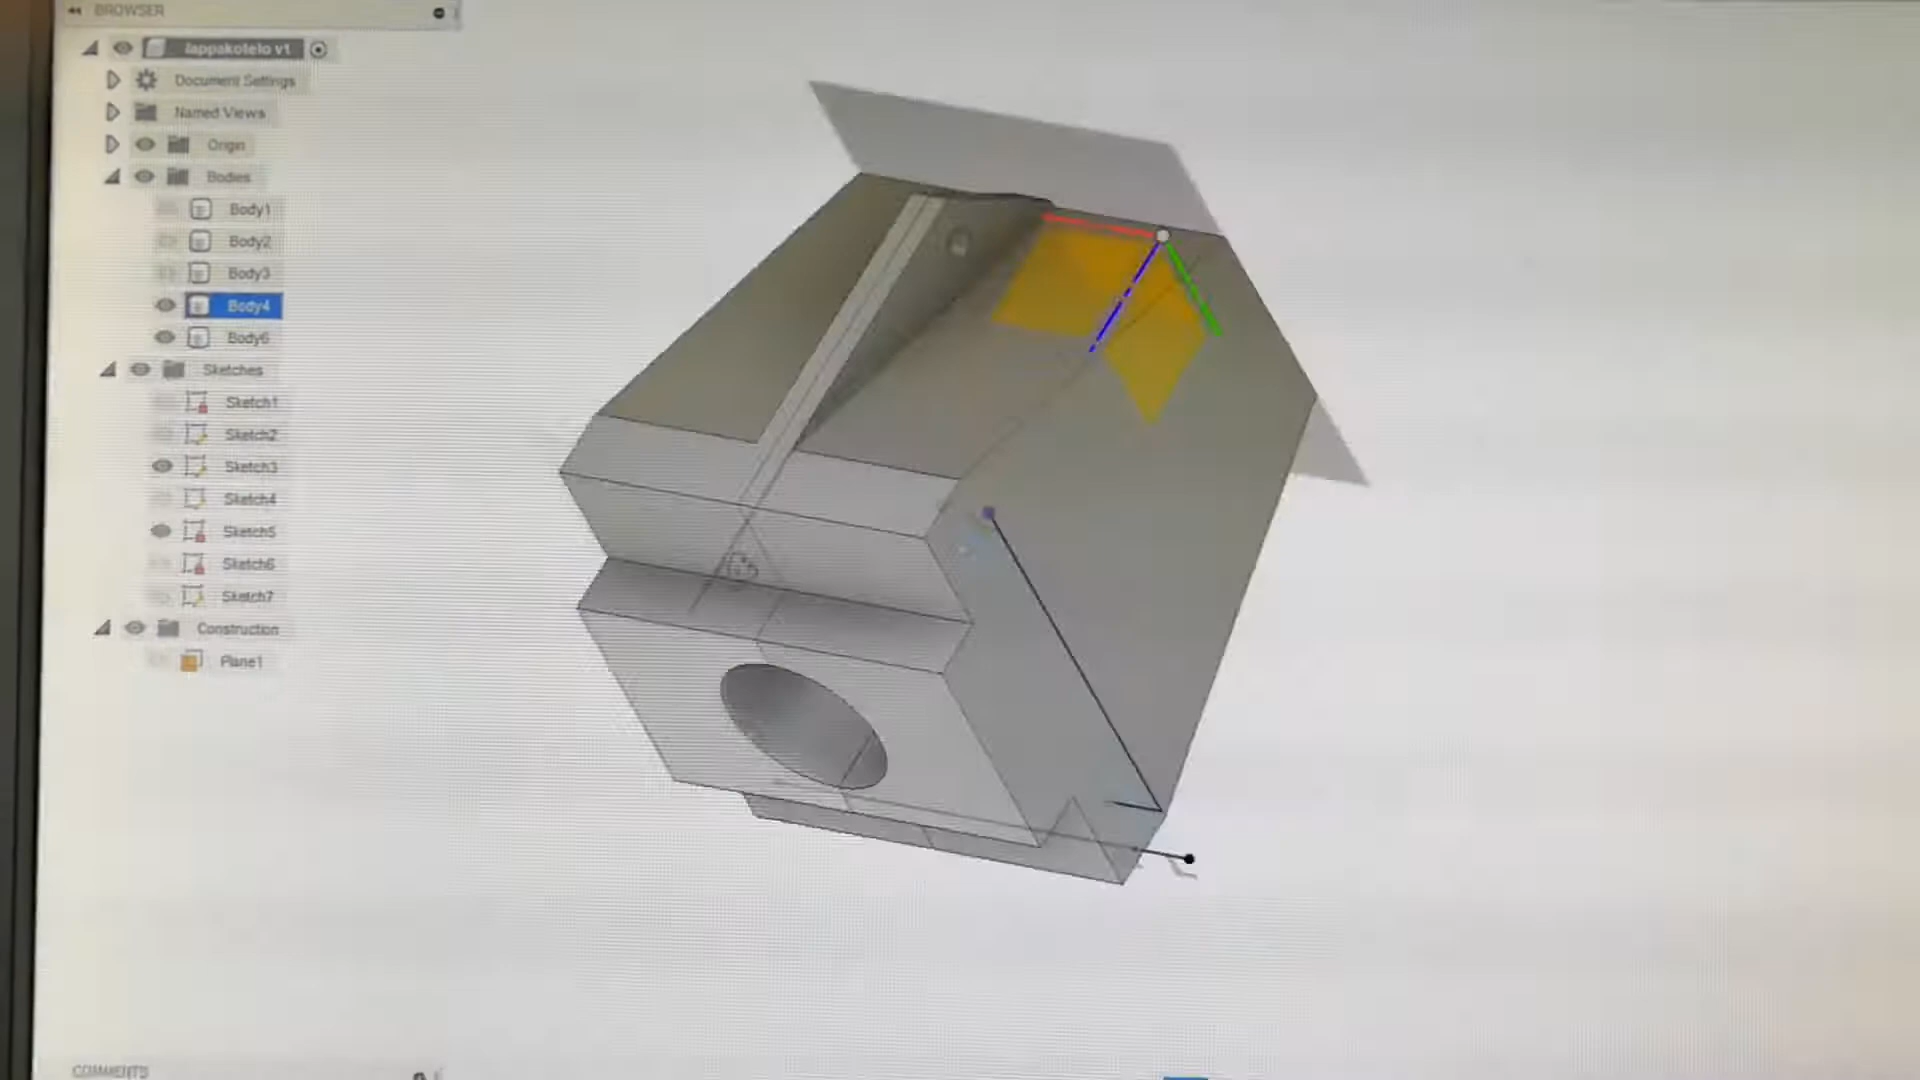 BROWSER
lappakotelo v1
Document Settings
Named Views
Origin
Bodies
Body1
Body2
Body3
Body4
Body6
Sketches
Sketch1
Sketch2
Sketch3
Sketch4
Sketch5
Sketch6
Sketch7
Construction
Plane1
COMMENTS